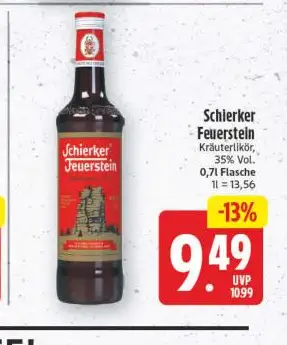 Schierker
Feuerstein
Schierker
Feuerstein
Kräuterlikör,
35% Vol.
0,7l Flasche
1l = 13,56
-13%
9.49
UVP
10.99